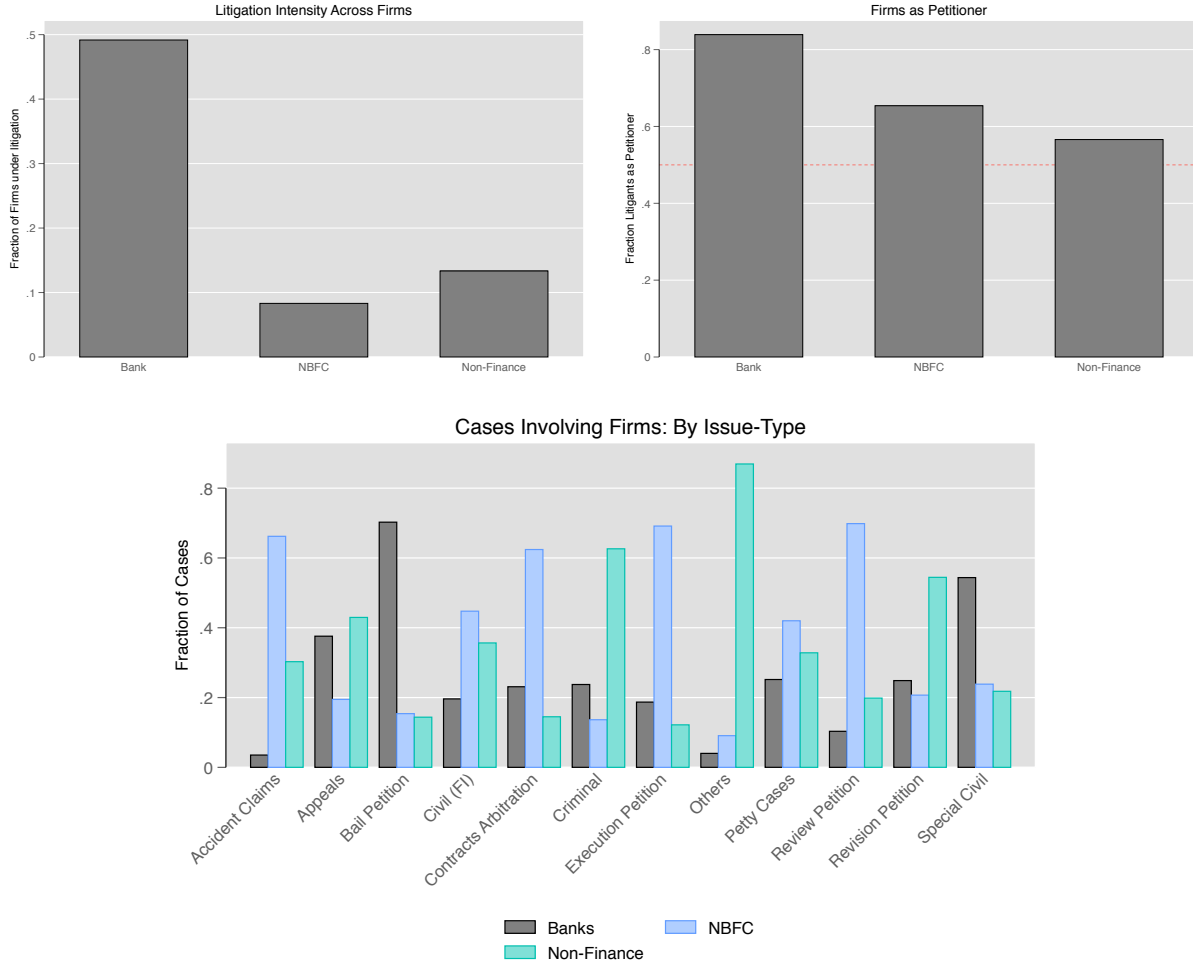 Litigation Intensity Across Firms
Fraction of Firms under litigation
.5
.4
.3
.2
.1
0
Bank NBFC Non-Finance
Firms as Petitioner
Fraction Litigants as Petitioner
.8
.6
.4
.2
0
Bank NBFC Non-Finance
Cases Involving Firms: By Issue-Type
Fraction of Cases
.8
.6
.4
.2
0
Accident Claims
Appeals
Bail Petition
Civil (FI)
Contracts Arbitration
Criminal
Execution Petition
Others
Petty Cases
Review Petition
Revision Petition
Special Civil
Banks NBFC
Non-Finance